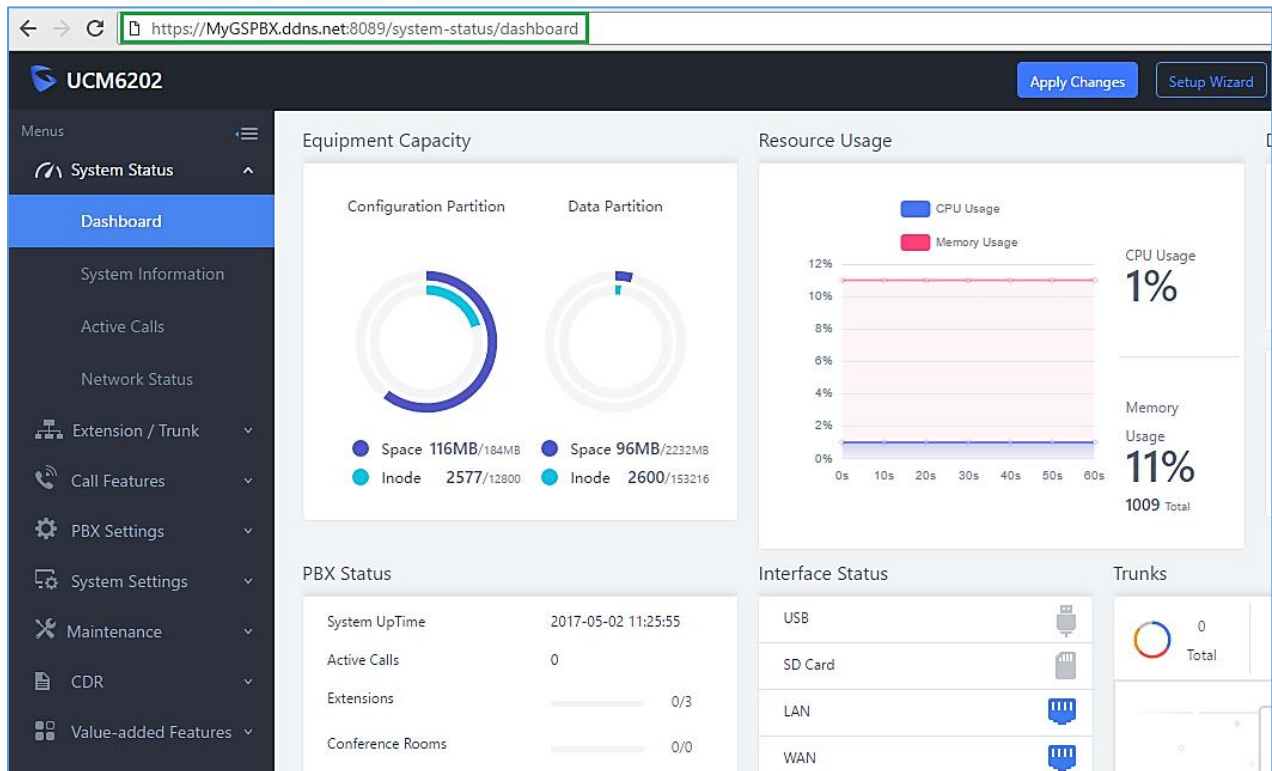 https://MyGSPBX.ddns.net:8089/system-status/dashboard
UCM6202
Apply Changes
Setup Wizard
Menus
System Status
Dashboard
System Information
Active Calls
Network Status
Extension / Trunk
Call Features
PBX Settings
System Settings
Maintenance
CDR
Value-added Features
Equipment Capacity
Configuration Partition
Data Partition
Space 116MB/184MB
Inode 2577/12800
Space 96MB/2232MB
Inode 2600/153216
Resource Usage
CPU Usage
Memory Usage
12%
10%
8%
6%
4%
2%
0%
0s 10s 20s 30s 40s 50s 60s
CPU Usage
1%
Memory
Usage
11%
1009 Total
PBX Status
System UpTime 2017-05-02 11:25:55
Active Calls 0
Extensions 0/3
Conference Rooms 0/0
Interface Status
USB
SD Card
LAN
WAN
Trunks
0
Total